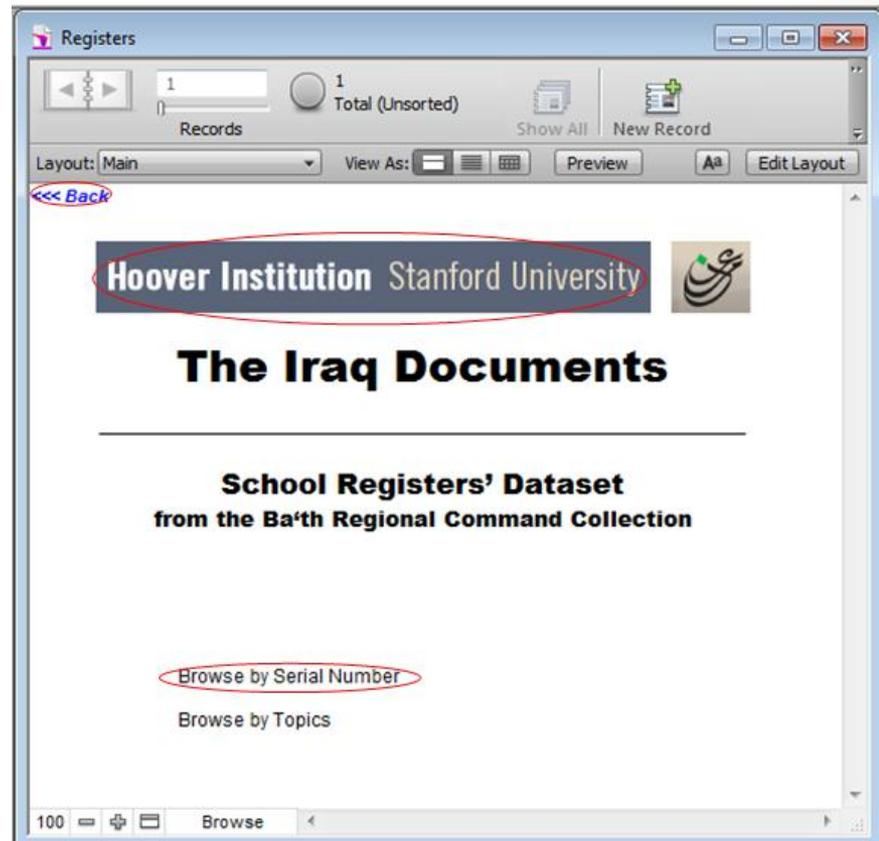 Registers
1
Records
1
Total (Unsorted)
Show All
New Record
Layout: Main
View As:
Preview
Aa
Edit Layout
<<< Back
Hoover Institution Stanford University
The Iraq Documents
School Registers’ Dataset
from the Ba‘th Regional Command Collection
Browse by Serial Number
Browse by Topics
100
Browse